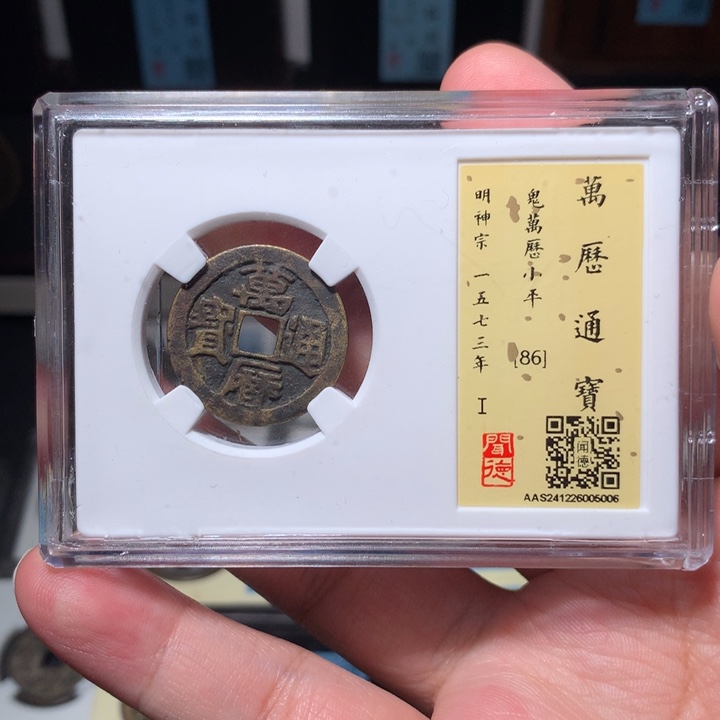 萬曆通寶
萬曆通寶
鬼萬曆小平 [86]
明神宗 一五七三年 I
聞德
闻德
AAS241226005006